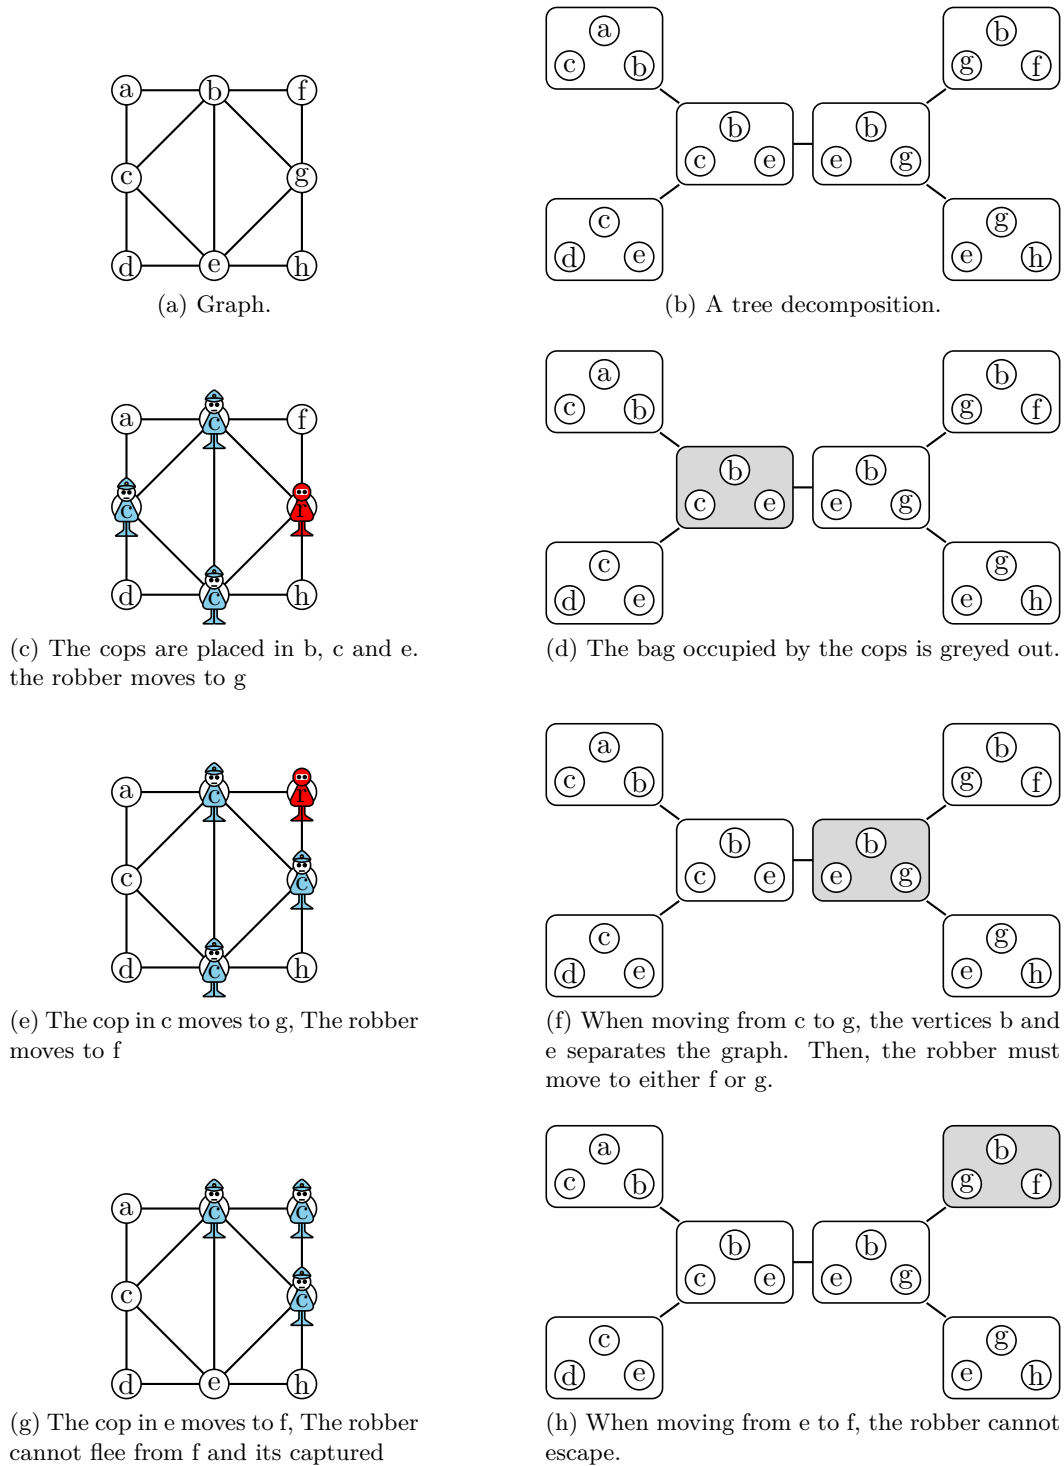 a b f
c g
d e h
(a) Graph.
a
c b
b
g f
b
c e
b
e g
c
d e
g
e h
(b) A tree decomposition.
a c f
c r
d c h
(c) The cops are placed in b, c and e.
the robber moves to g
a
c b
b
g f
b
c e
b
e g
c
d e
g
e h
(d) The bag occupied by the cops is greyed out.
a c r
c c
d c h
(e) The cop in c moves to g, The robber
moves to f
a
c b
b
g f
b
c e
b
e g
c
d e
g
e h
(f) When moving from c to g, the vertices b and
e separates the graph. Then, the robber must
move to either f or g.
a c c
c c
d e h
(g) The cop in e moves to f, The robber
cannot flee from f and its captured
a
c b
b
g f
b
c e
b
e g
c
d e
g
e h
(h) When moving from e to f, the robber cannot
escape.